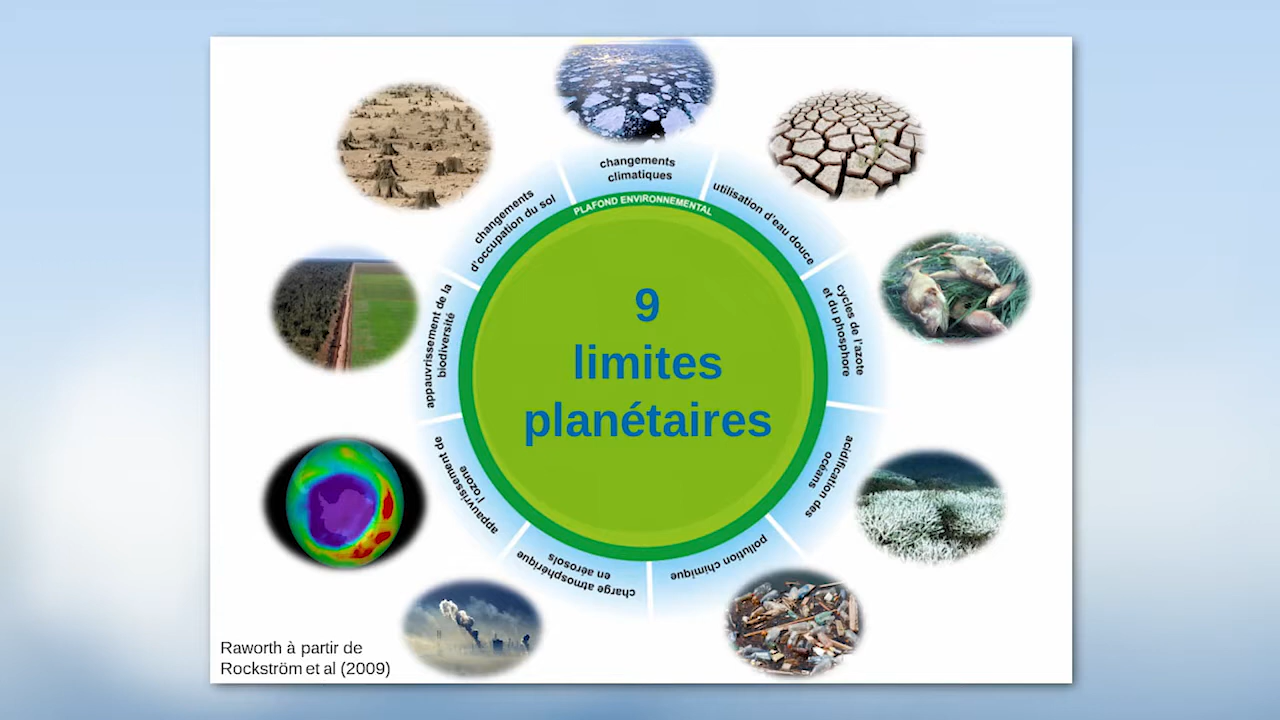 changements
climatiques
utilisation d'eau douce
cycles de l'azote
et du phosphore
acidification des
océans
pollution chimique
charge atmosphérique
en aérosols
appauvrissement de
l'ozone
appauvrissement de la
biodiversité
changements
d'occupation du sol
PLAFOND ENVIRONNEMENTAL
9
limites
planétaires
Raworth à partir de
Rockström et al (2009)